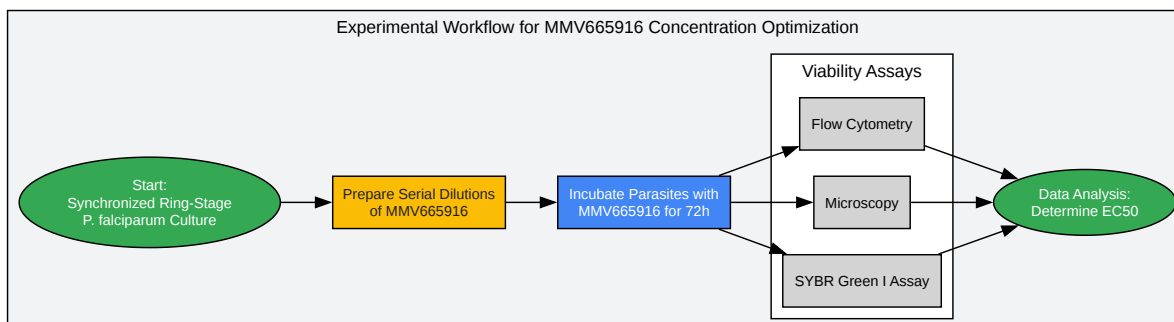 Experimental Workflow for MMV665916 Concentration Optimization
Viability Assays
Flow Cytometry
Start:
Synchronized Ring-Stage
P. falciparum Culture
Prepare Serial Dilutions
of MMV665916
Incubate Parasites with
MMV665916 for 72h
Microscopy
Data Analysis:
Determine EC50
SYBR Green I Assay